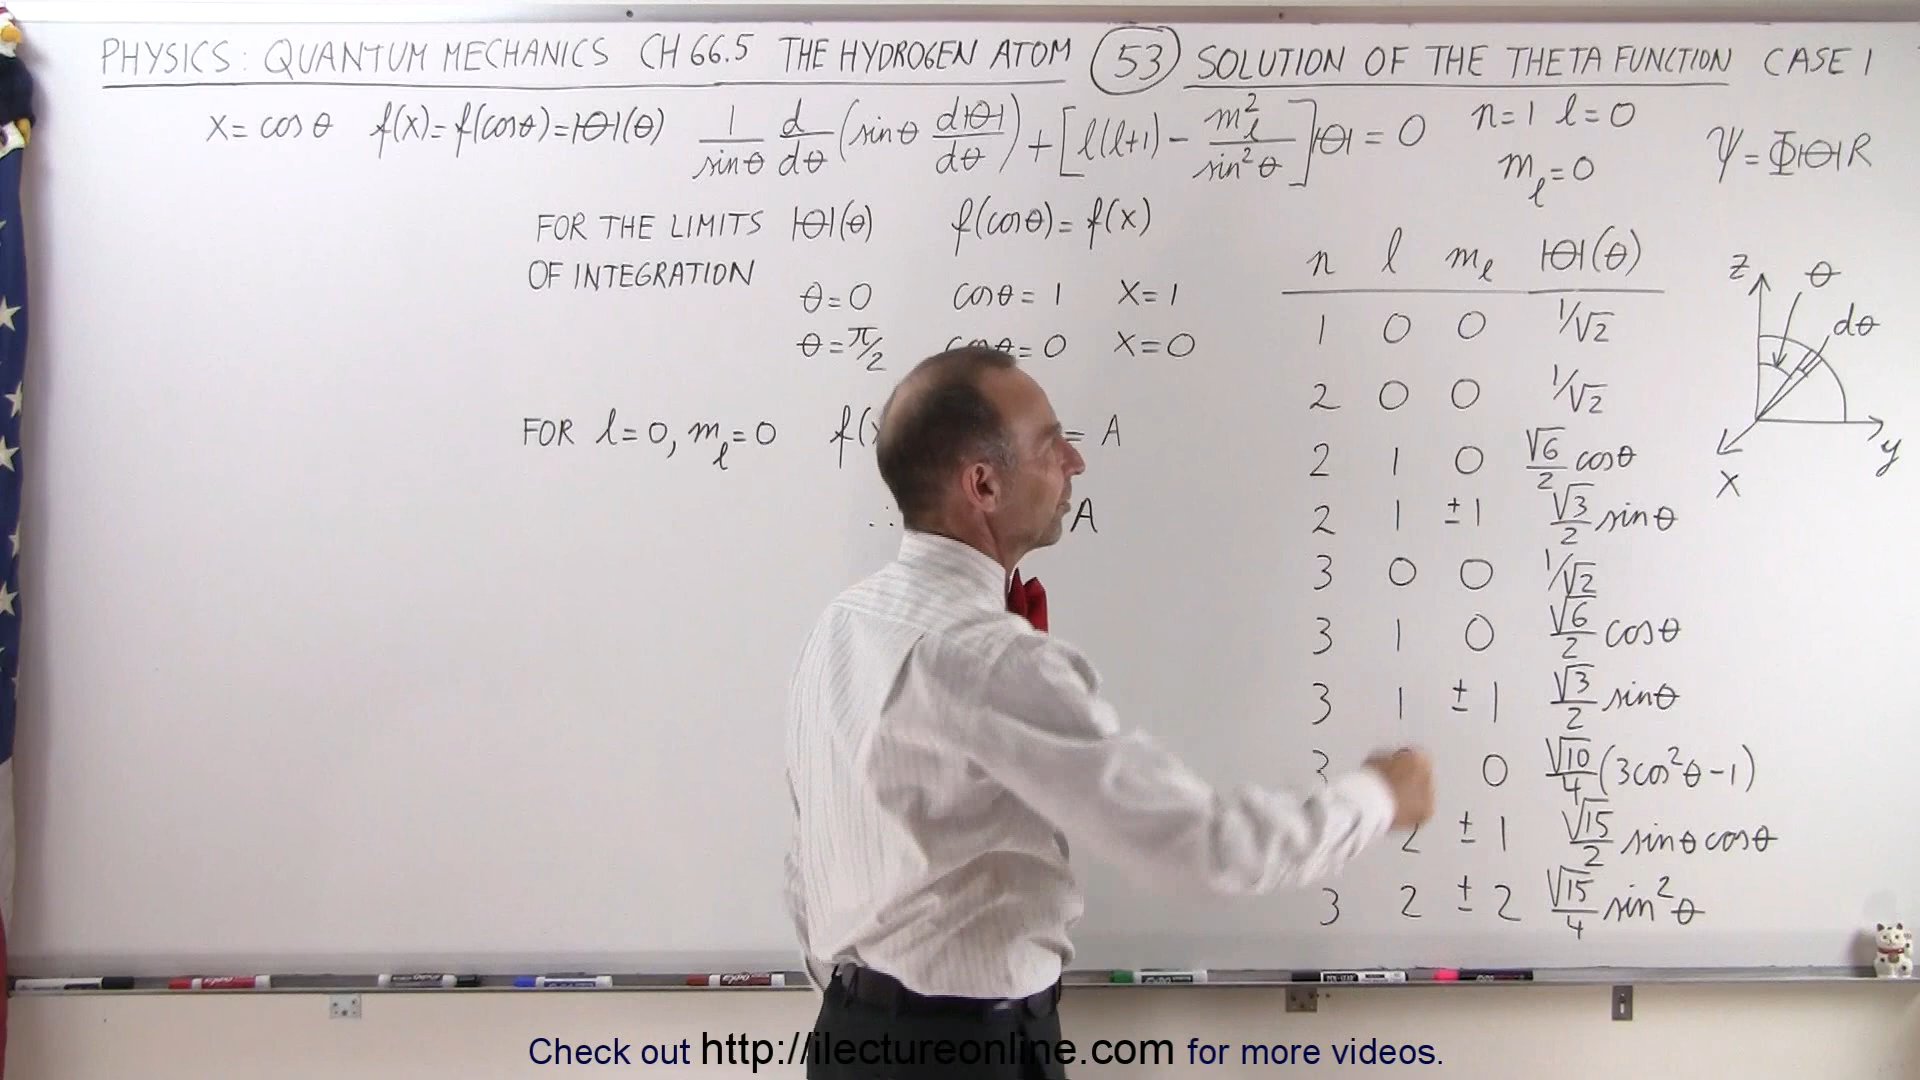 PHYSICS: QUANTUM MECHANICS CH 66.5 THE HYDROGEN ATOM (53) SOLUTION OF THE THETA FUNCTION CASE 1
x = cos θ f(x) = f(cos θ) = Θ(θ) 1/sin θ d/dθ (sin θ dΘ/dθ) + [l(l+1) - m_l²/sin² θ] Θ = 0 n=1 l=0
m_l = 0
Ψ = ΦΘR
FOR THE LIMITS Θ(θ) f(cos θ) = f(x)
OF INTEGRATION
θ = 0 cos θ = 1 x = 1
θ = π/2 cos θ = 0 x = 0
FOR l = 0, m_l = 0 f(x = A
∴ A
n l m_l Θ(θ)
1 0 0 1/√2
2 0 0 1/√2
2 1 0 √6/2 cos θ
2 1 ±1 √3/2 sin θ
3 0 0 1/√2
3 1 0 √6/2 cos θ
3 1 ±1 √3/2 sin θ
3 0 √10/4 (3cos² θ - 1)
2 ±1 √15/2 sin θ cos θ
3 2 ±2 √15/4 sin² θ
z θ
dθ
y
x
Check out http://ilectureonline.com for more videos.